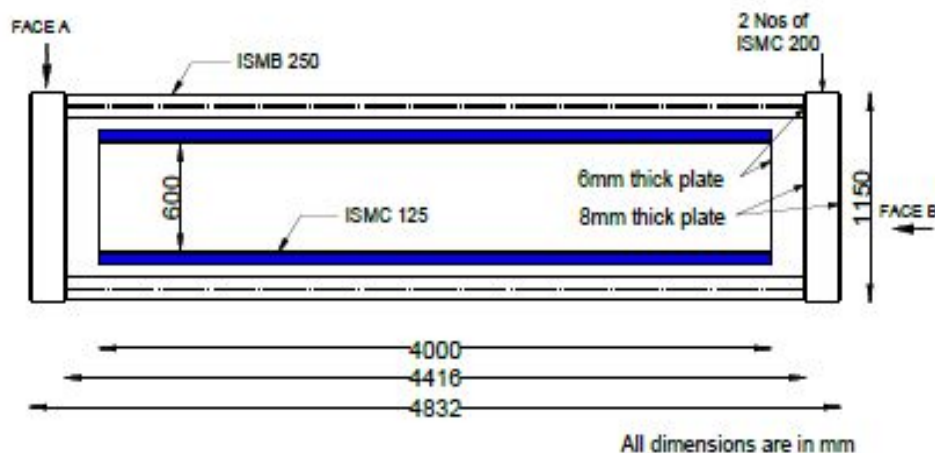 FACE A
2 Nos of
ISMC 200
ISMB 250
6mm thick plate
600
1150
ISMC 125
8mm thick plate
FACE B
4000
4416
4832
All dimensions are in mm